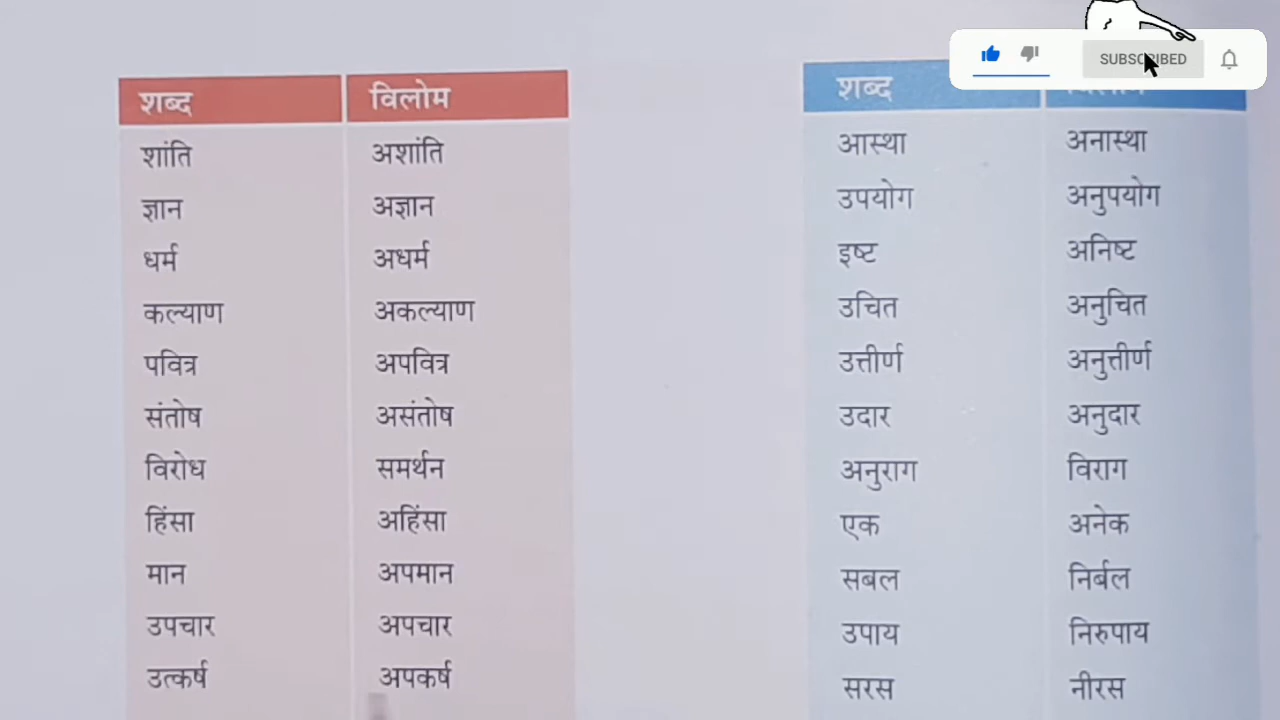 शब्द विलोम
शांति अशांति
ज्ञान अज्ञान
धर्म अधर्म
कल्याण अकल्याण
पवित्र अपवित्र
संतोष असंतोष
विरोध समर्थन
हिंसा अहिंसा
मान अपमान
उपचार अपचार
उत्कर्ष अपकर्ष
SUBSCRIBED
शब्द
आस्था अनास्था
उपयोग अनुपयोग
इष्ट अनिष्ट
उचित अनुचित
उत्तीर्ण अनुत्तीर्ण
उदार अनुदार
अनुराग विराग
एक अनेक
सबल निर्बल
उपाय निरुपाय
सरस नीरस